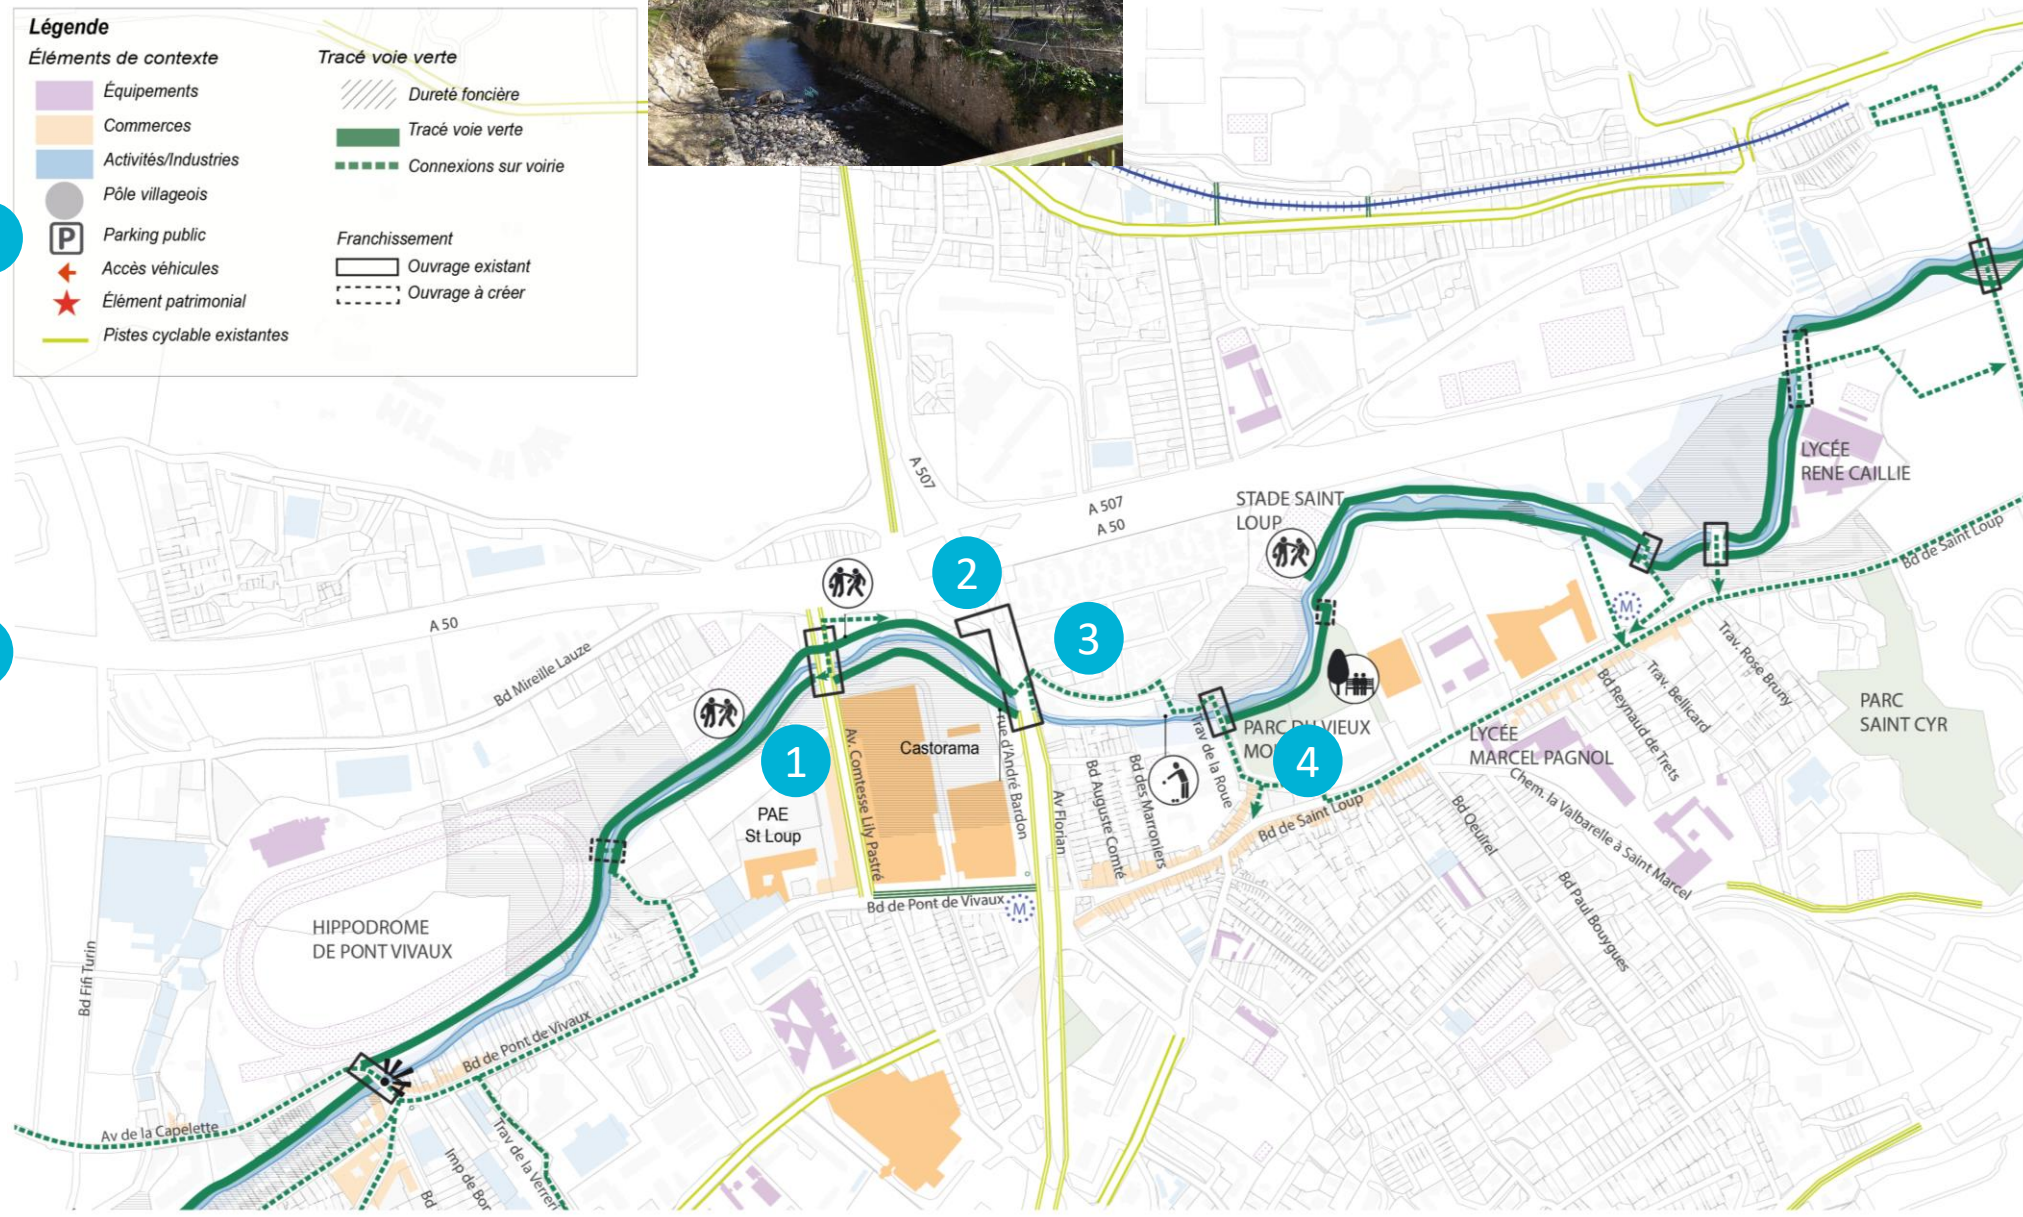 Légende
Éléments de contexte
Équipements
Commerces
Activités/Industries
Pôle villageois
P
Parking public
Accès véhicules
Élément patrimonial
Pistes cyclable existantes
Tracé voie verte
Dureté foncière
Tracé voie verte
Connexions sur voirie
Franchissement
Ouvrage existant
Ouvrage à créer
A 507
A 507
A 50
STADE SAINT
LOUP
LYCÉE
RENE CAILLIE
Bd de Saint Loup
2
A 50
Bd Mireille Lauze
3
M
Trav. Rose Bruny
Trav. Bellicard
Bd Reynaud de Trets
PARC
SAINT CYR
1
Av. Comtesse Lily Pastré
Castorama
rue d'André Bardon
Av Florian
Bd Auguste Comté
Bd des Marroniers
Trav de la Roue
PARC DU VIEUX
4
LYCÉE
MARCEL PAGNOL
Chem. la Valbarelle à Saint Marcel
PAE
St Loup
Bd de Saint Loup
Bd Paul Bouygues
Bd de Pont de Vivaux
M
HIPPODROME
DE PONT VIVAUX
Bd Fifi Turin
Bd de Pont de Vivaux
Av de la Capelette
Trav de la
Imp de
Bd